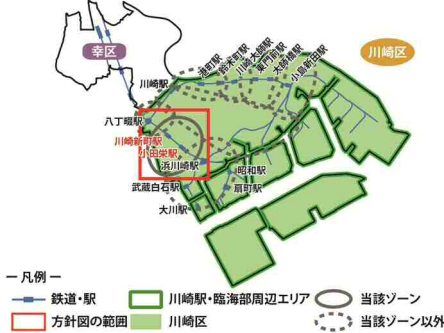 幸区
川崎区
川崎駅
港町駅
鈴木町駅
川崎大師駅
東門前駅
大師橋駅
小島新田駅
八丁畷駅
川崎新町駅
小田栄駅
浜川崎駅
昭和駅
武蔵白石駅
扇町駅
大川駅
ー 凡例 ー
鉄道・駅
川崎駅・臨海部周辺エリア
当該ゾーン
方針図の範囲
川崎区
当該ゾーン以外